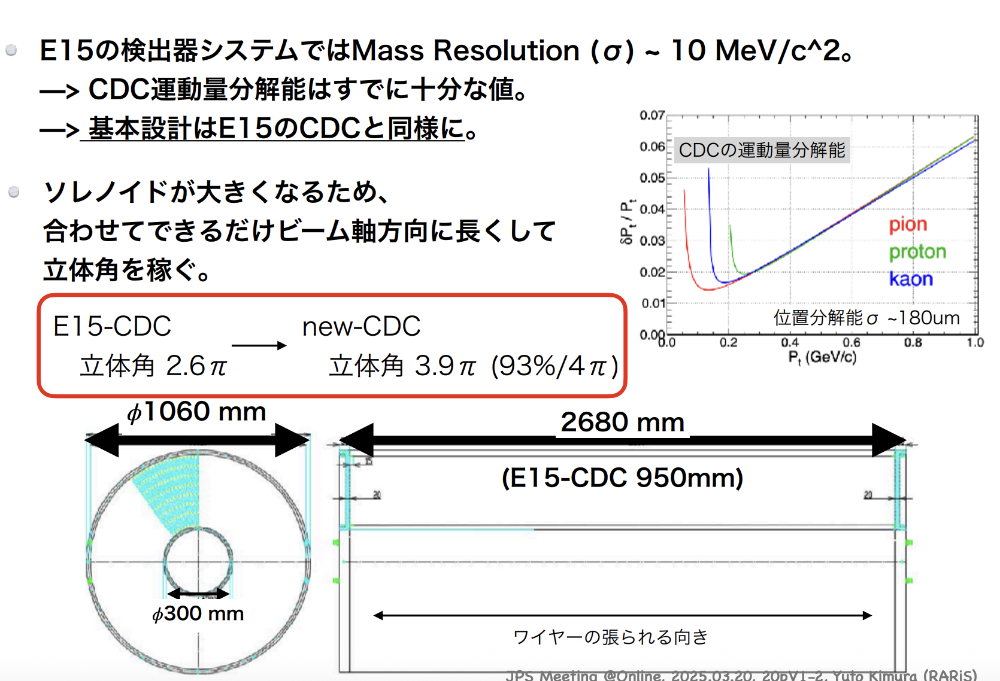 E15の検出器システムではMass Resolution (σ) ~ 10 MeV/c^2。
—> CDC運動量分解能はすでに十分な値。
—> 基本設計はE15のCDCと同様に。
ソレノイドが大きくなるため、
合わせてできるだけビーム軸方向に長くして
立体角を稼ぐ。
E15-CDC
立体角 2.6π
new-CDC
立体角 3.9π (93%/4π)
CDCの運動量分解能
δPt / Pt
0.07
0.06
0.05
0.04
0.03
0.02
0.01
0.00
0.0 0.2 0.4 0.6 0.8 1.0
Pt (GeV/c)
pion
proton
kaon
位置分解能σ ~180um
φ1060 mm
φ300 mm
2680 mm
(E15-CDC 950mm)
15
20
20
ワイヤーの張られる向き
JPS Meeting @Online, 2025.03.20, 20pV1-2, Yuto Kimura (RARiS)